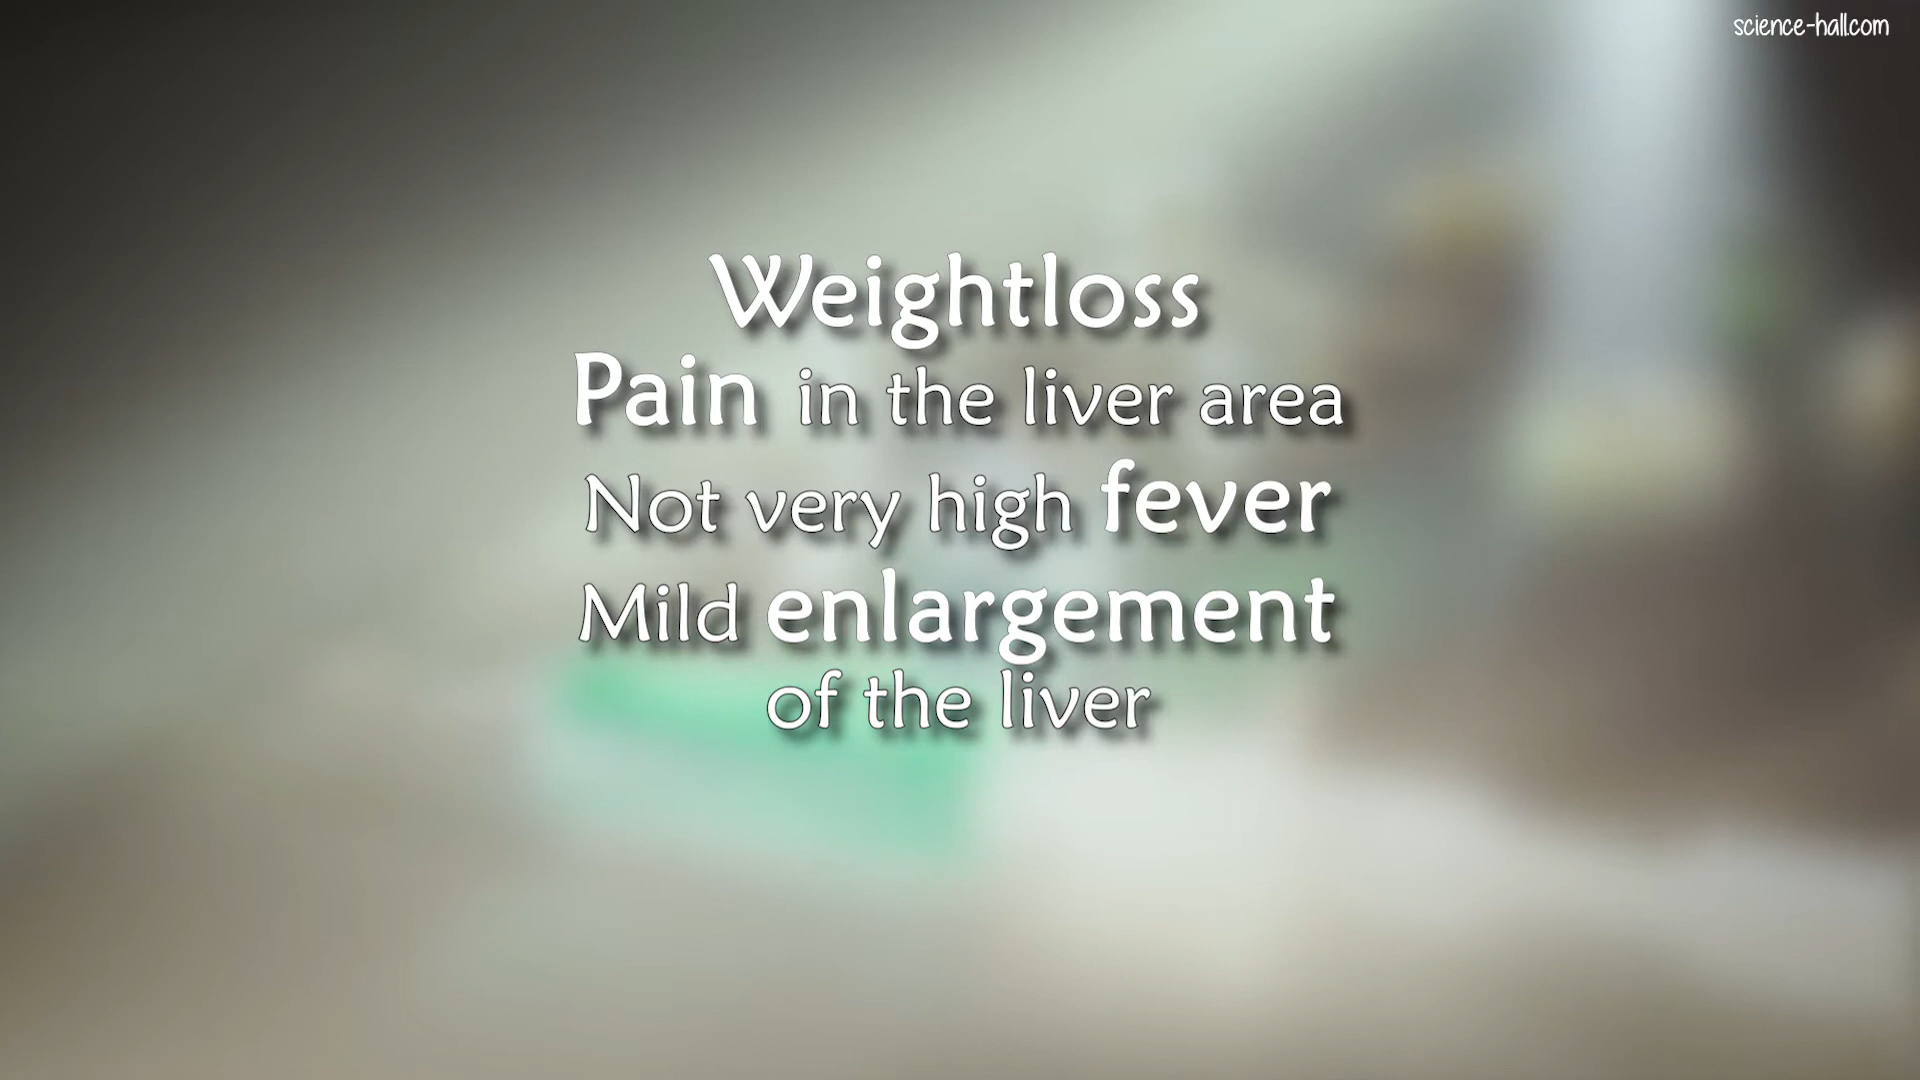 science-hall.com
Weightloss
Pain in the liver area
Not very high fever
Mild enlargement
of the liver